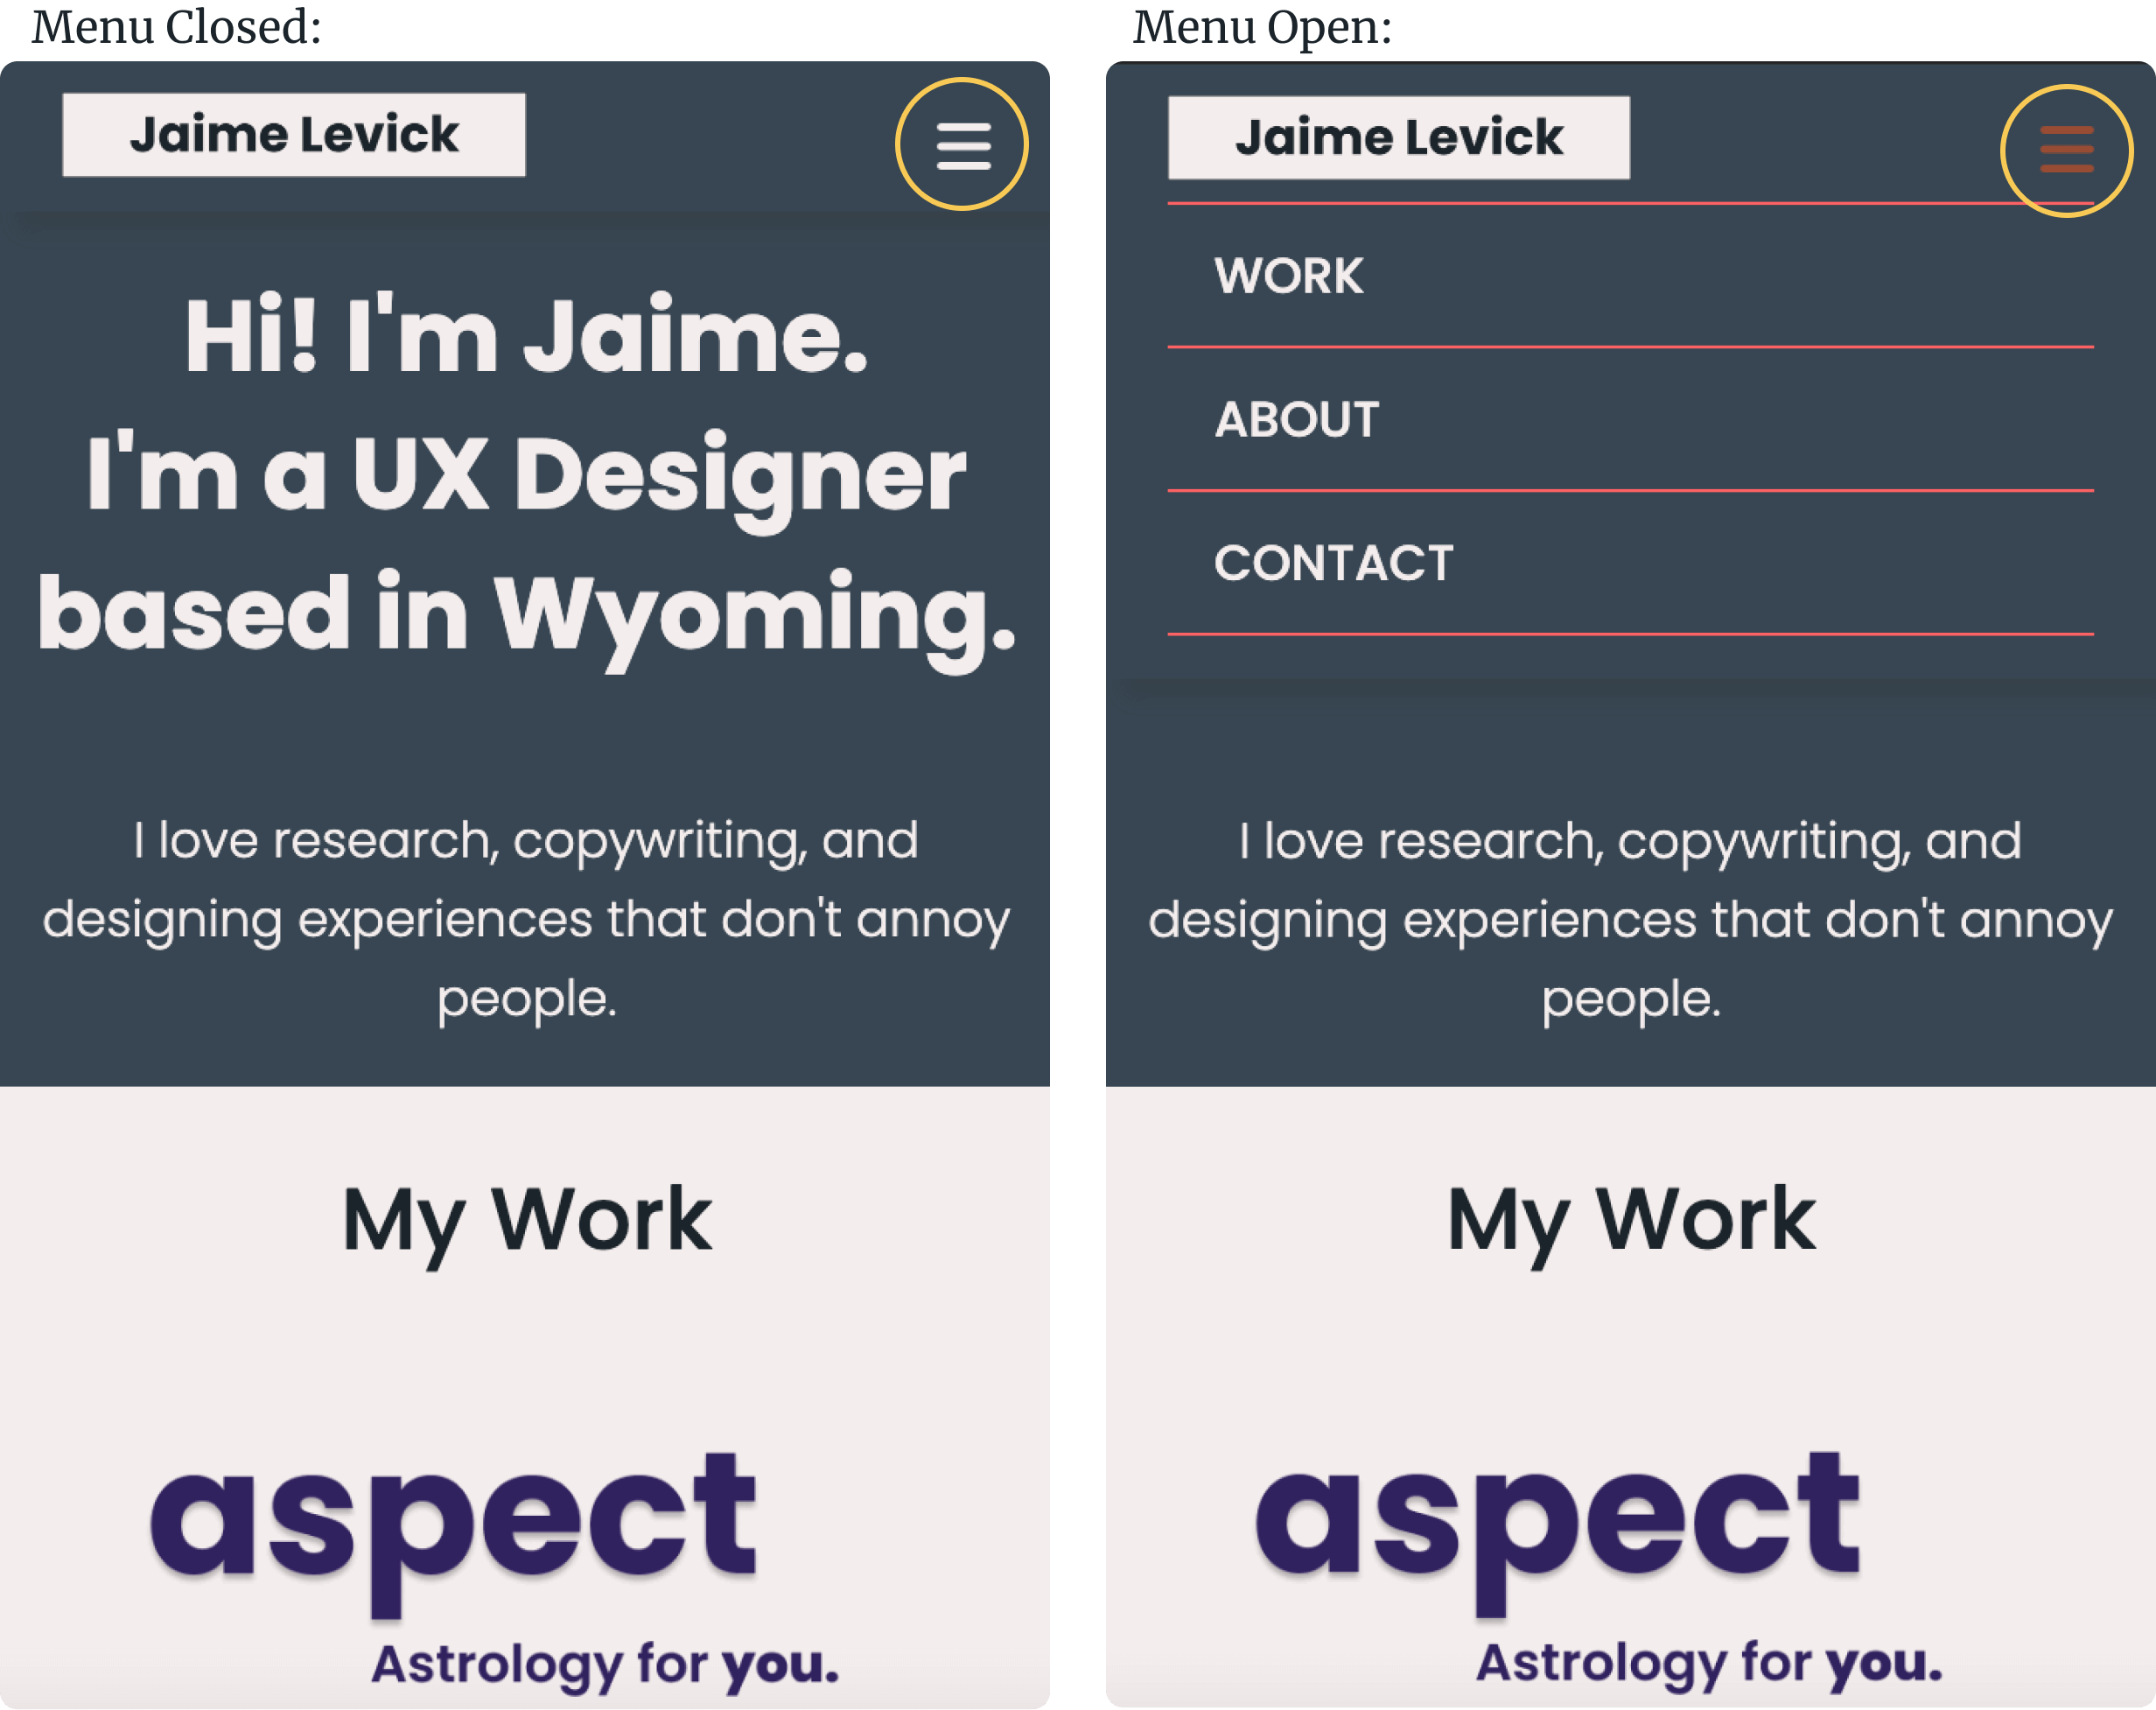 Menu Closed:
Jaime Levick
Hi! I'm Jaime.
I'm a UX Designer
based in Wyoming.
I love research, copywriting, and
designing experiences that don't annoy
people.
My Work
aspect
Astrology for you.
Menu Open:
Jaime Levick
WORK
ABOUT
CONTACT
I love research, copywriting, and
designing experiences that don't annoy
people.
My Work
aspect
Astrology for you.